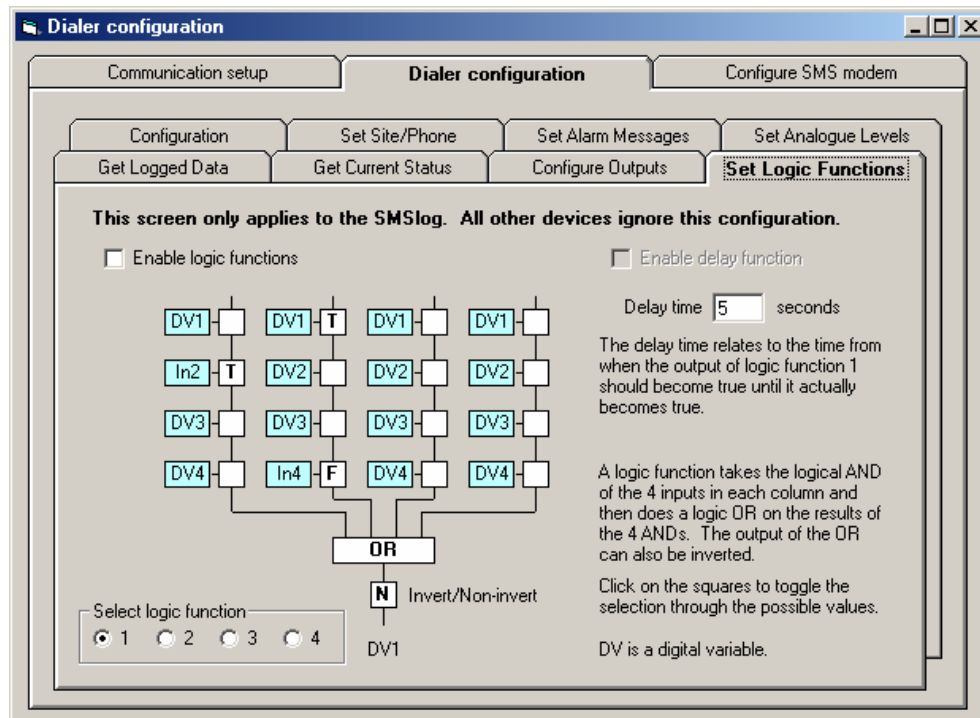 Dialer configuration
Communication setup Dialer configuration Configure SMS modem
Configuration Set Site/Phone Set Alarm Messages Set Analogue Levels
Get Logged Data Get Current Status Configure Outputs Set Logic Functions
This screen only applies to the SMSlog. All other devices ignore this configuration.
Enable logic functions
Enable delay function
DV1 DV1 T DV1 DV1
In2 T DV2 DV2 DV2
DV3 DV3 DV3 DV3
DV4 In4 F DV4 DV4
OR
N Invert/Non-invert
DV1
Select logic function
1 2 3 4
Delay time 5 seconds
The delay time relates to the time from
when the output of logic function 1
should become true until it actually
becomes true.
A logic function takes the logical AND
of the 4 inputs in each column and
then does a logic OR on the results of
the 4 ANDs. The output of the OR
can also be inverted.
Click on the squares to toggle the
selection through the possible values.
DV is a digital variable.